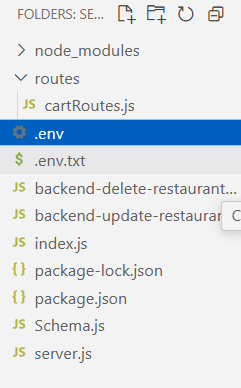 FOLDERS: SE...
node_modules
routes
JS cartRoutes.js
.env
$ .env.txt
JS backend-delete-restaurant...
JS backend-update-restaura
C
JS index.js
{} package-lock.json
{} package.json
JS Schema.js
JS server.js